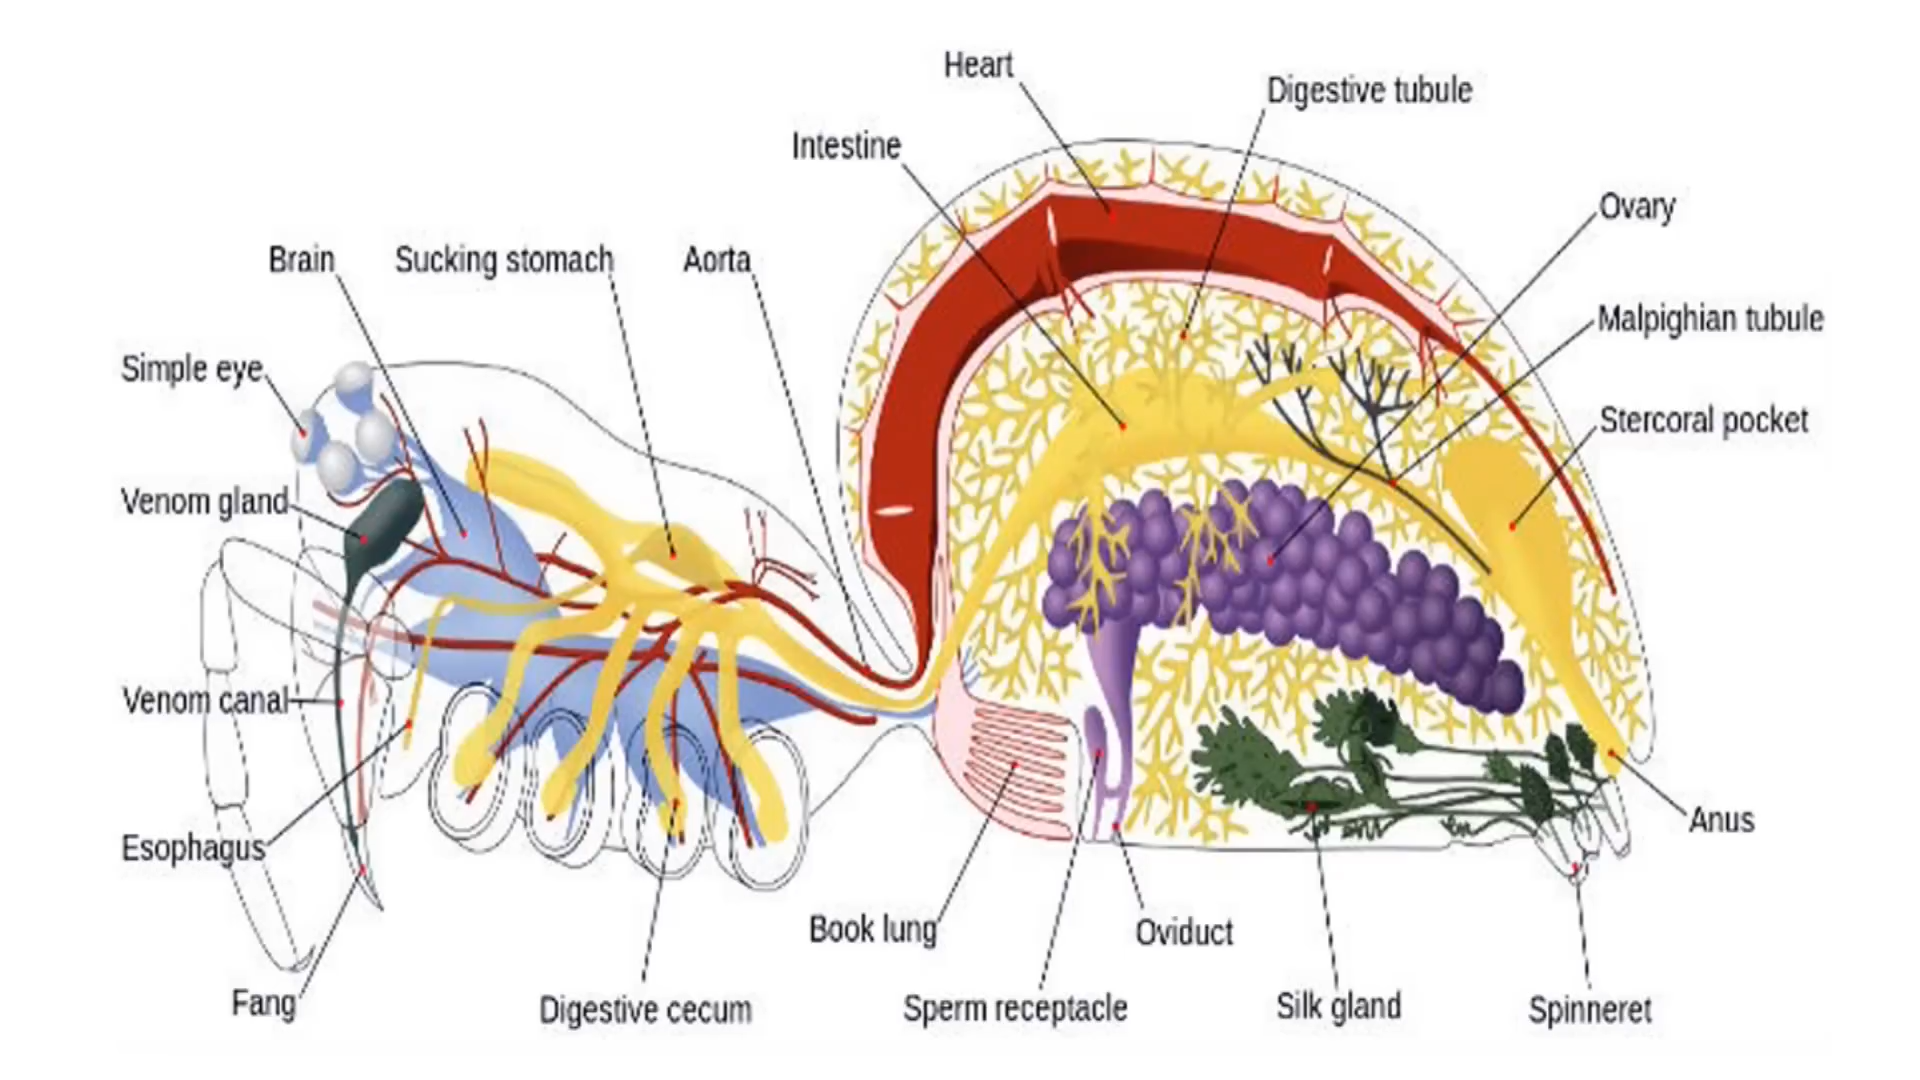 Heart
Digestive tubule
Intestine
Ovary
Brain
Sucking stomach
Aorta
Malpighian tubule
Simple eye
Stercoral pocket
Venom gland
Venom canal
Anus
Esophagus
Book lung
Oviduct
Fang
Digestive cecum
Sperm receptacle
Silk gland
Spinneret